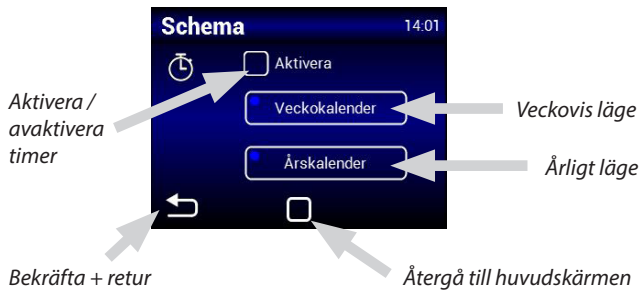 Schema 14:01
Aktivera
Aktivera /
avaktivera
timer
Veckokalender
Veckovis läge
Årskalender
Årligt läge
Bekräfta + retur
Återgå till huvudskärmen